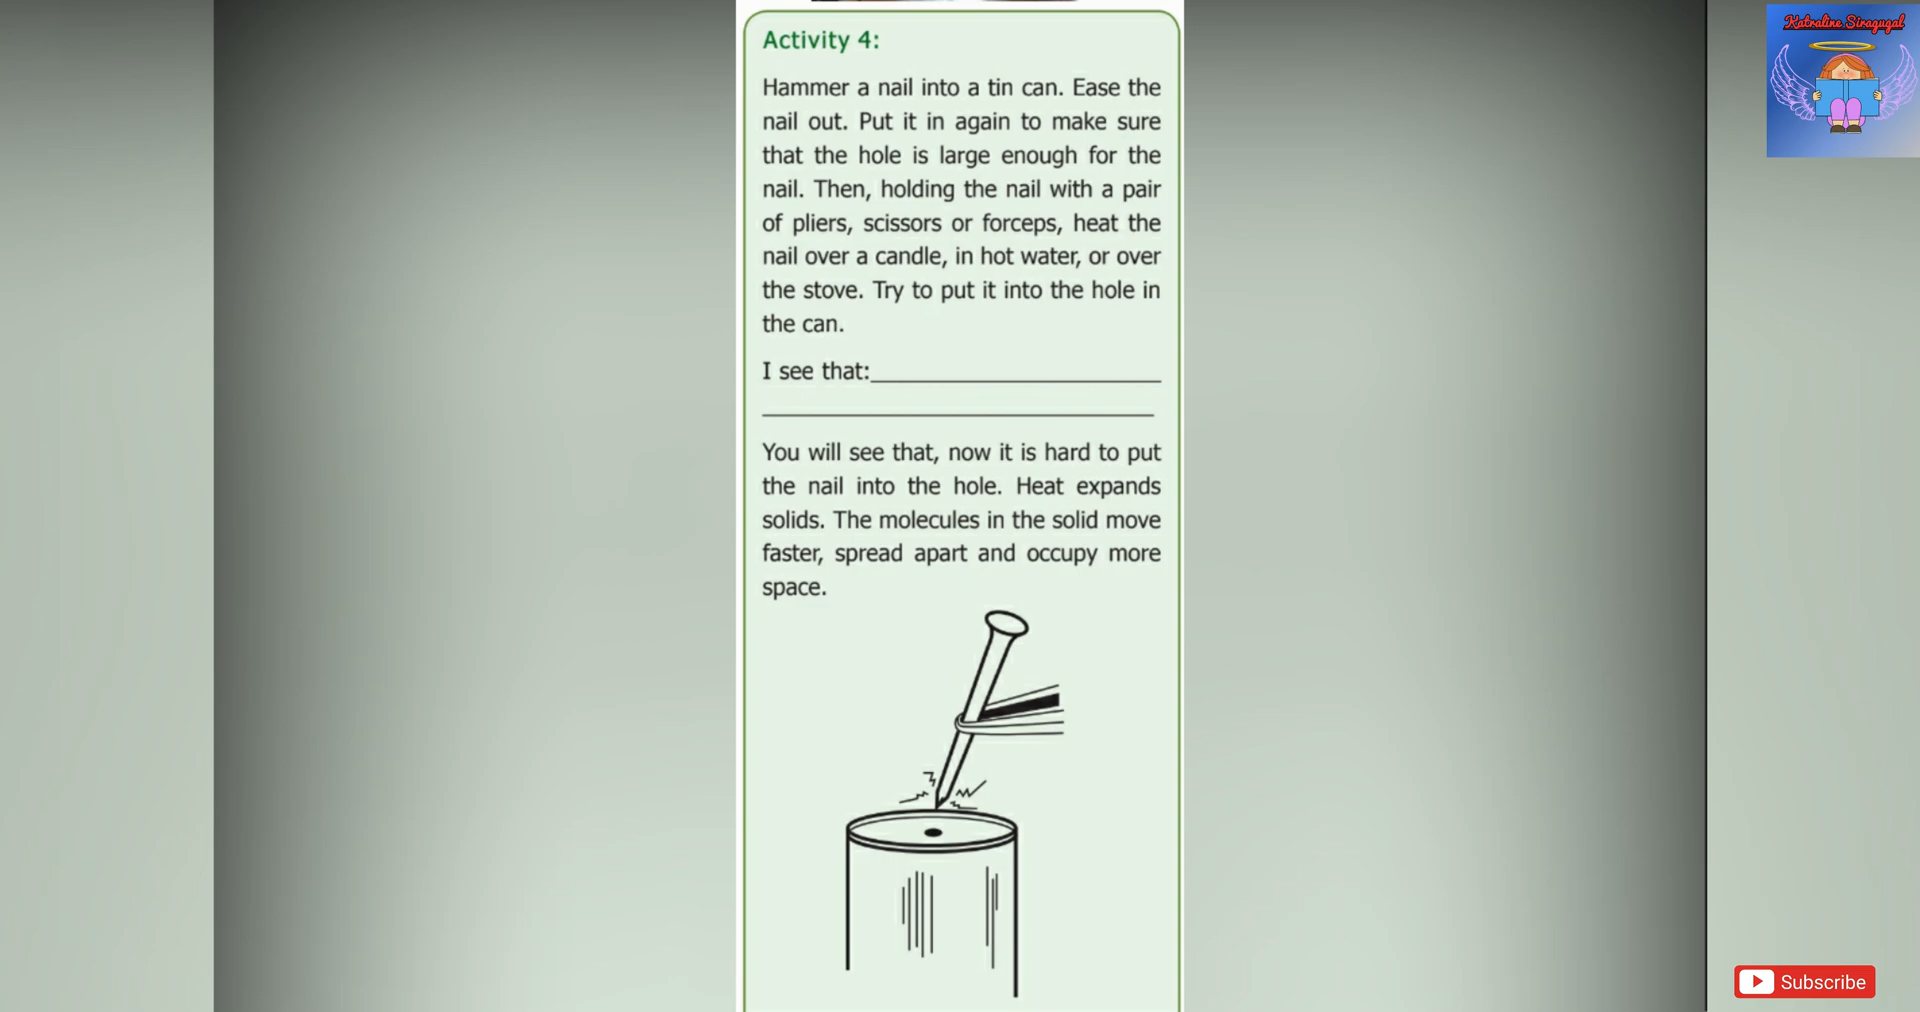 Katraline Siragugal
Activity 4:
Hammer a nail into a tin can. Ease the
nail out. Put it in again to make sure
that the hole is large enough for the
nail. Then, holding the nail with a pair
of pliers, scissors or forceps, heat the
nail over a candle, in hot water, or over
the stove. Try to put it into the hole in
the can.
I see that:
You will see that, now it is hard to put
the nail into the hole. Heat expands
solids. The molecules in the solid move
faster, spread apart and occupy more
space.
Subscribe